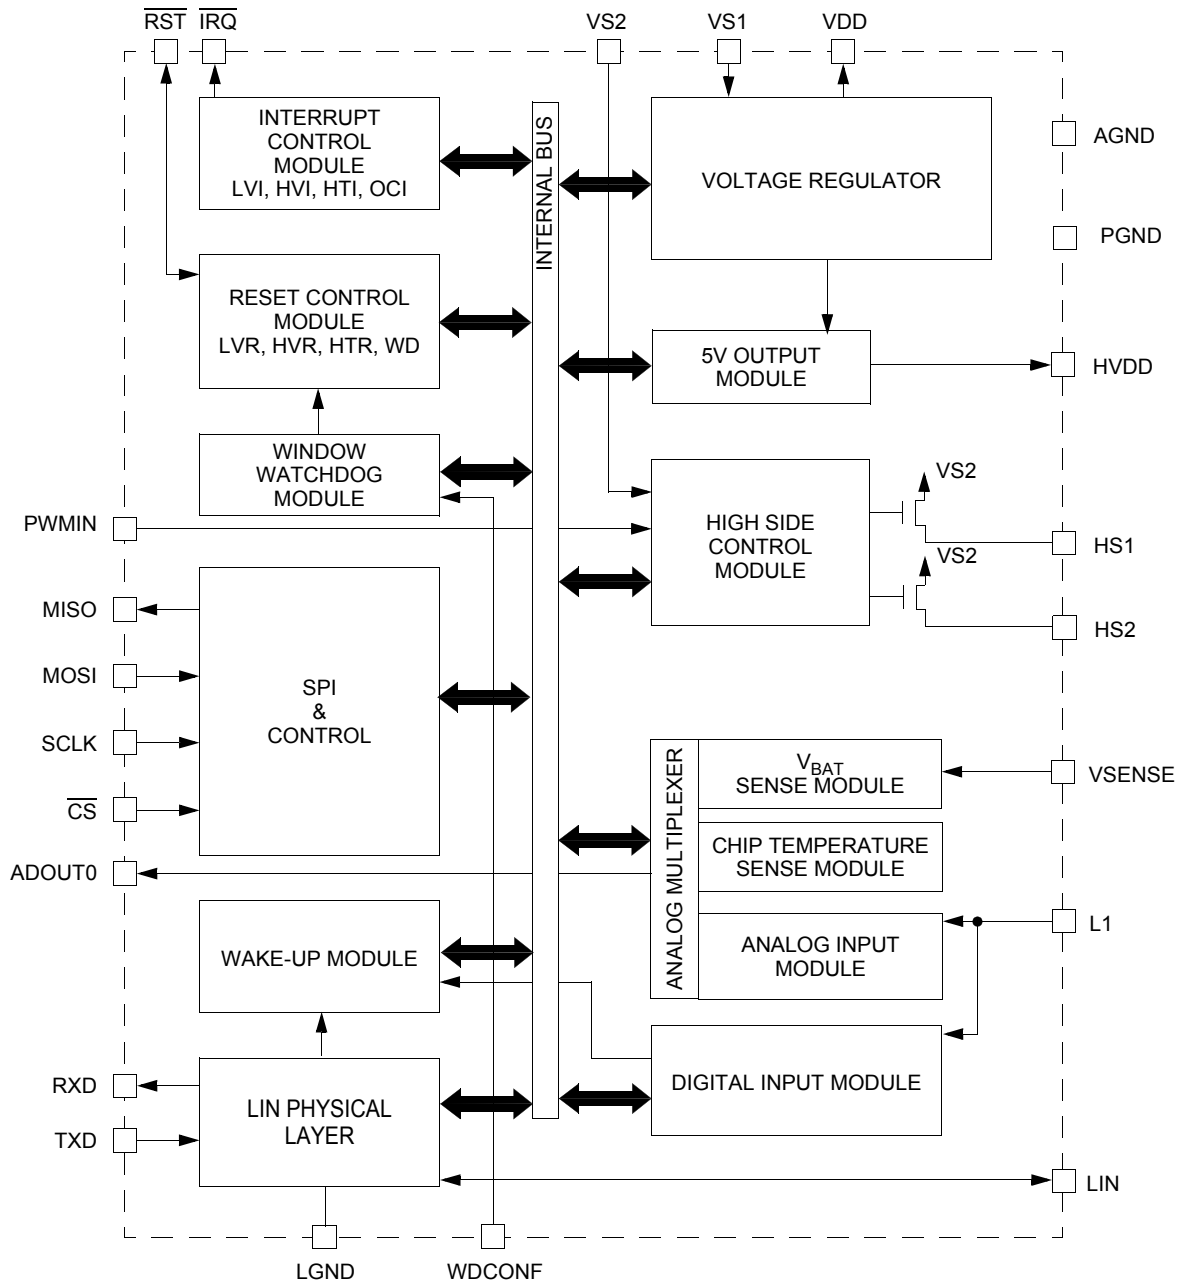 RST IRQ VS2 VS1 VDD
INTERRUPT
CONTROL
MODULE
LVI, HVI, HTI, OCI
INTERNAL BUS
VOLTAGE REGULATOR
AGND
PGND
RESET CONTROL
MODULE
LVR, HVR, HTR, WD
5V OUTPUT
MODULE
HVDD
WINDOW
WATCHDOG
MODULE
PWMIN
HIGH SIDE
CONTROL
MODULE
VS2
HS1
VS2
HS2
MISO
MOSI
SCLK
CS
SPI
&
CONTROL
ANALOG MULTIPLEXER
VBAT
SENSE MODULE
VSENSE
CHIP TEMPERATURE
SENSE MODULE
ADOUT0
ANALOG INPUT
MODULE
L1
WAKE-UP MODULE
DIGITAL INPUT MODULE
RXD
TXD
LIN PHYSICAL
LAYER
LIN
LGND
WDCONF